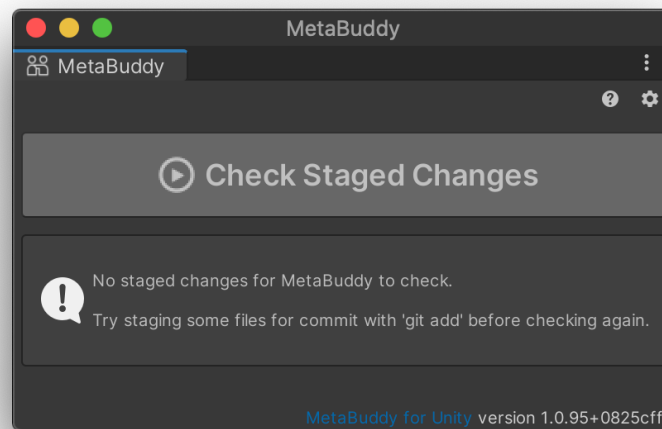 MetaBuddy
MetaBuddy
Check Staged Changes
No staged changes for MetaBuddy to check.
Try staging some files for commit with 'git add' before checking again.
MetaBuddy for Unity version 1.0.95+0825cff